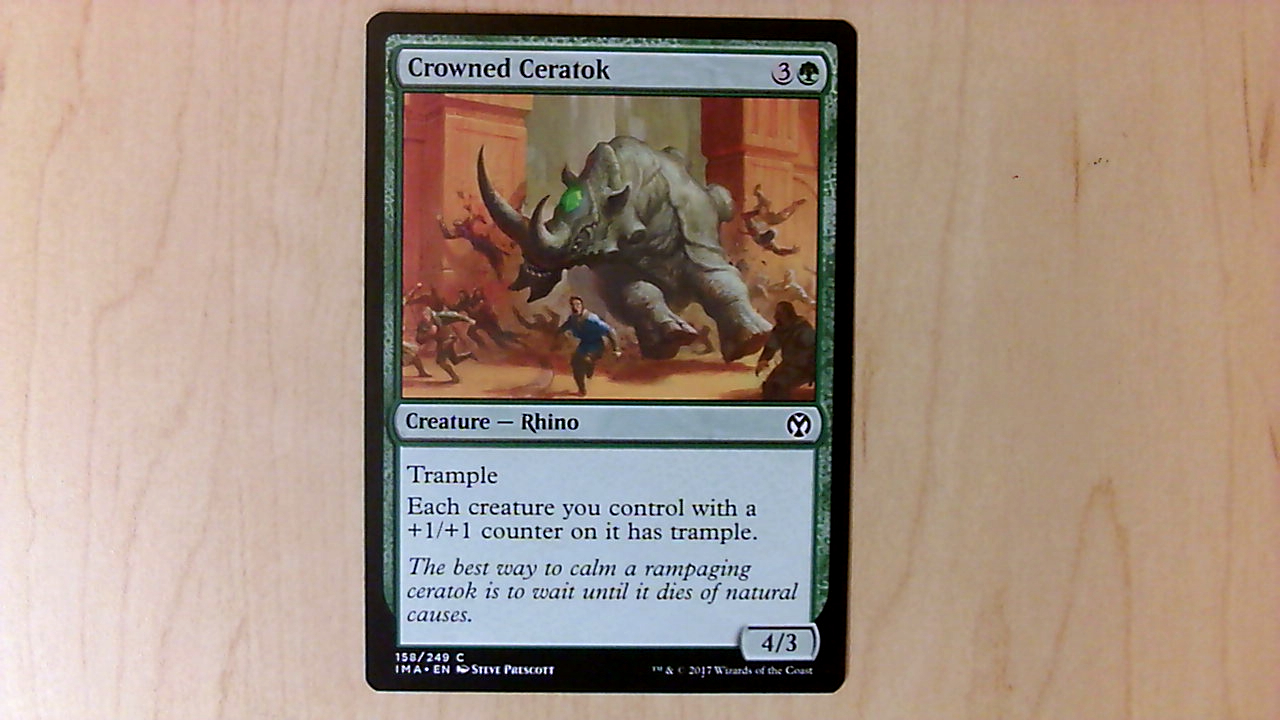 Crowned Ceratok 3
Creature — Rhino
Trample
Each creature you control with a
+1/+1 counter on it has trample.
The best way to calm a rampaging
ceratok is to wait until it dies of natural
causes.
4/3
158/249 C
IMA • EN Steve Prescott
™ & © 2017 Wizards of the Coast